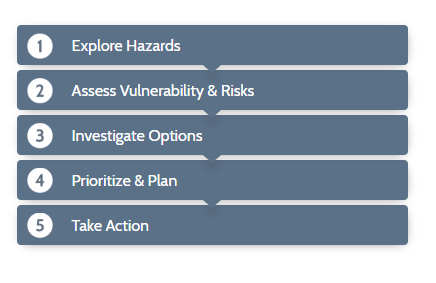 1 Explore Hazards
2 Assess Vulnerability & Risks
3 Investigate Options
4 Prioritize & Plan
5 Take Action